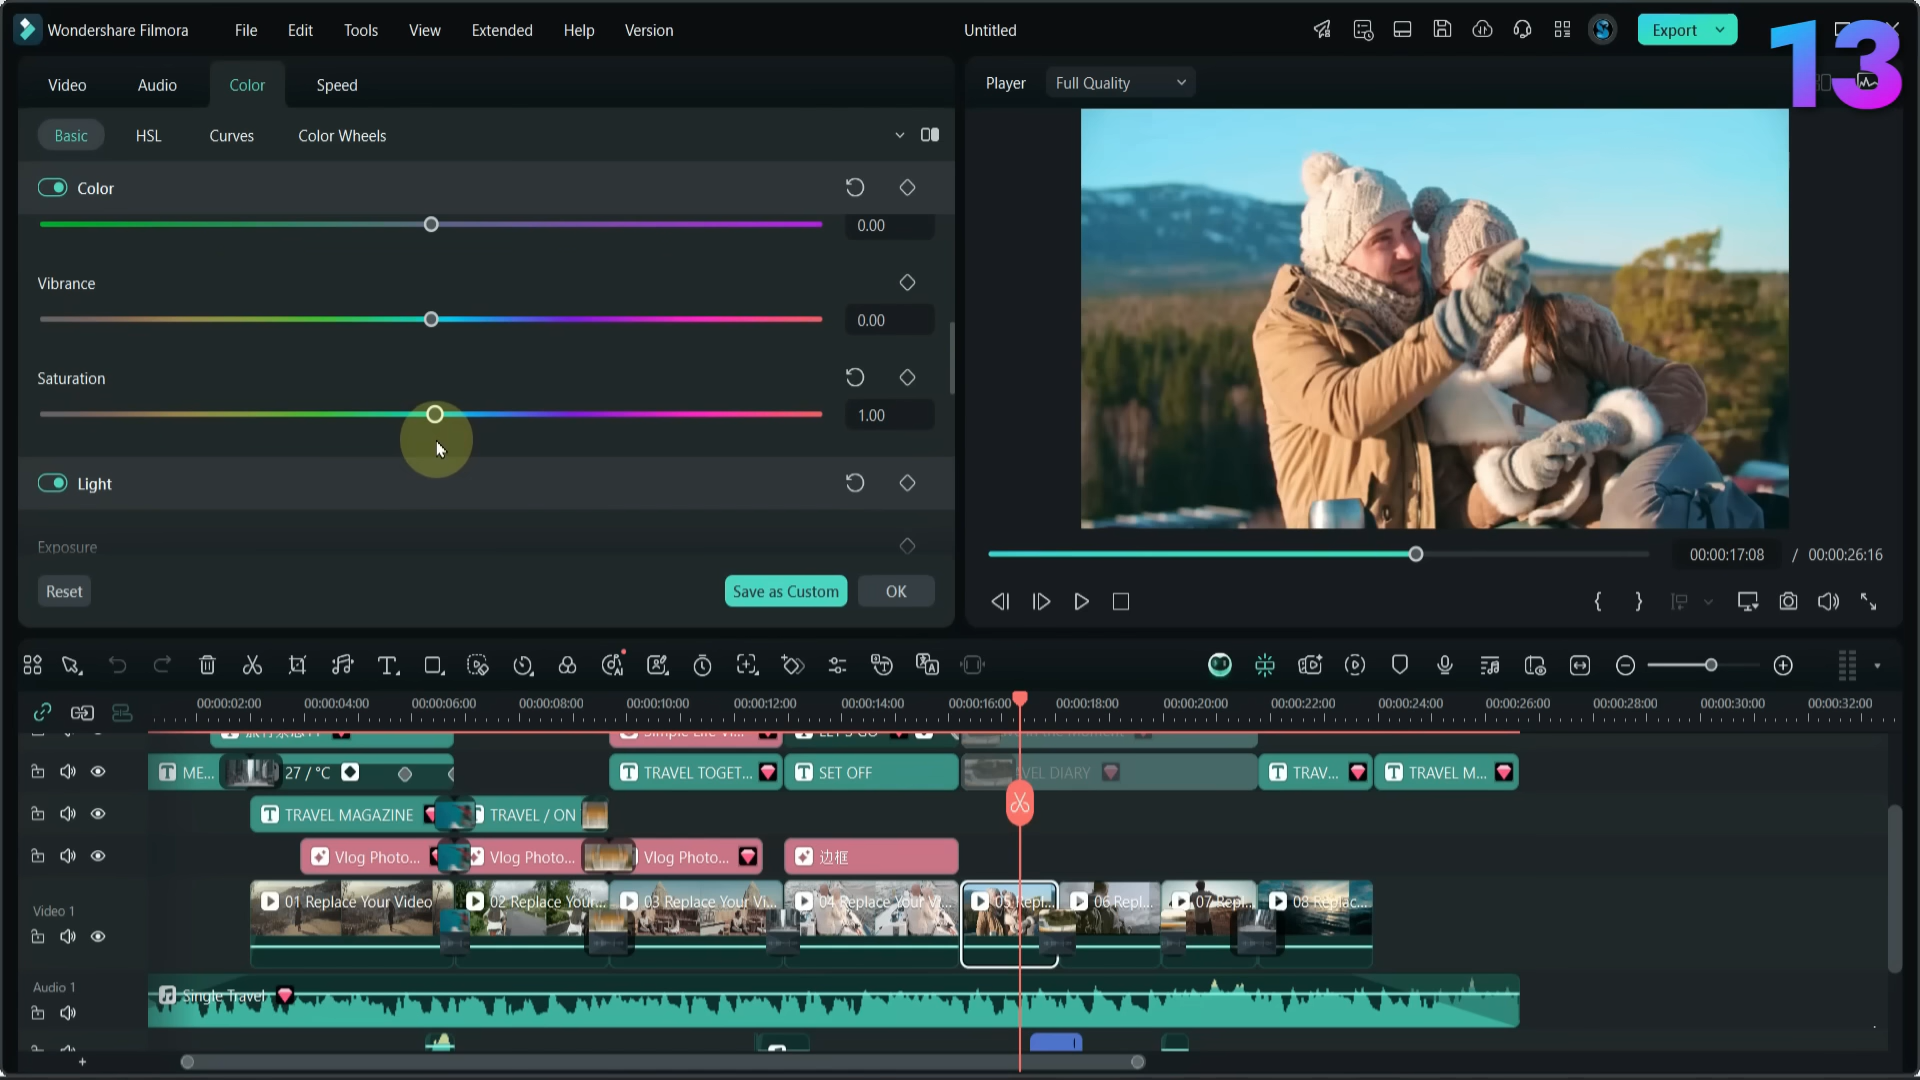 Wondershare Filmora File Edit Tools View Extended Help Version Untitled Export 13
Video Audio Color Speed
Player Full Quality
Basic HSL Curves Color Wheels
Color
0.00
Vibrance
0.00
Saturation
1.00
Light
Exposure
Reset Save as Custom OK
00:00:17:08 / 00:00:26:16
00:00:02:00 00:00:04:00 00:00:06:00 00:00:08:00 00:00:10:00 00:00:12:00 00:00:14:00 00:00:16:00 00:00:18:00 00:00:20:00 00:00:22:00 00:00:24:00 00:00:26:00 00:00:28:00 00:00:30:00 00:00:32:00
Simple Life Vi... LET'S GO
ME... 27 / °C TRAVEL TOGET... SET OFF VEL DIARY TRAV... TRAVEL M...
TRAVEL MAGAZINE TRAVEL / ON
Vlog Photo... Vlog Photo... Vlog Photo... 边框
Video 1
01 Replace Your Video 02 Replace Your... 03 Replace Your Vi... 04 Replace Your Vi... 05 Repl... 06 Repl... 07 Repl... 08 Replac...
Audio 1
Single Travel